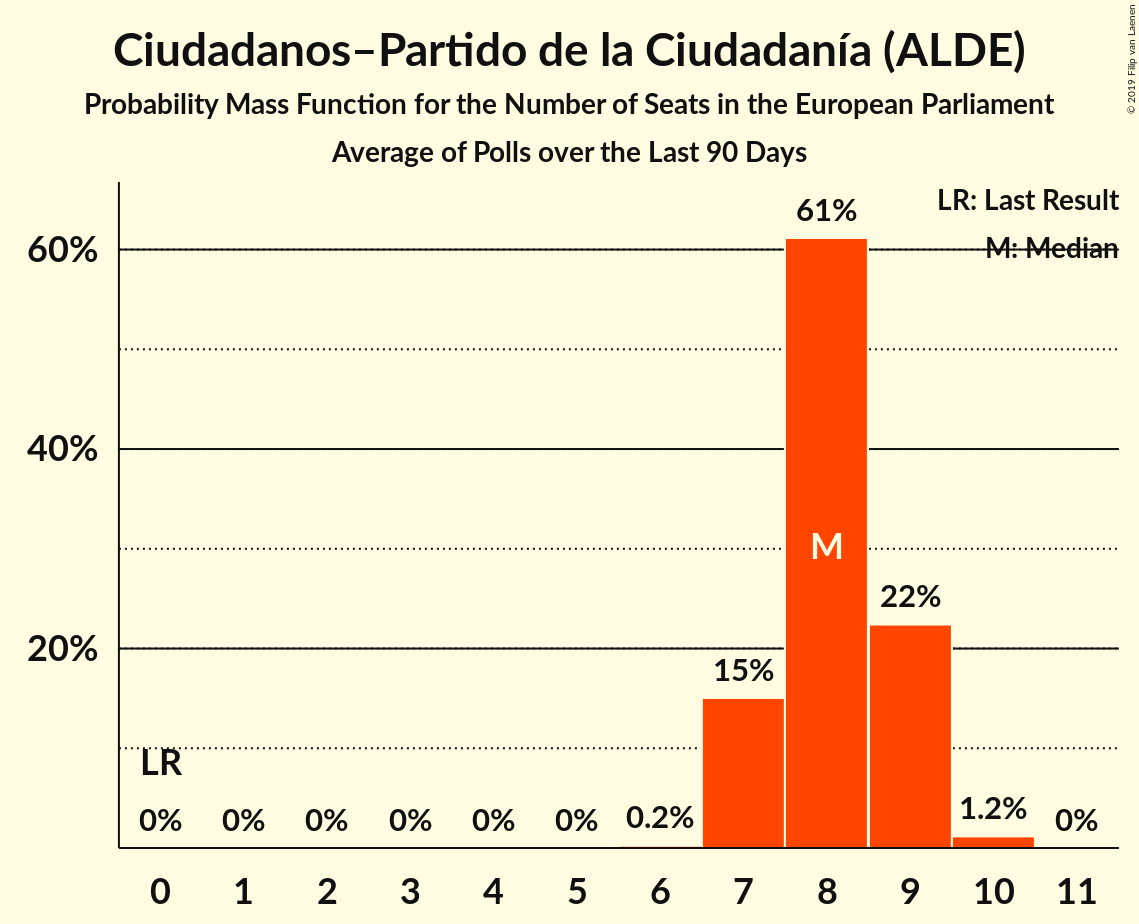 Ciudadanos–Partido de la Ciudadanía (ALDE)
Probability Mass Function for the Number of Seats in the European Parliament
Average of Polls over the Last 90 Days
© 2019 Filip van Laenen
LR: Last Result
M: Median
60%
40%
20%
61%
M
22%
15%
LR
0% 0% 0% 0% 0% 0% 0.2% 1.2% 0%
0 1 2 3 4 5 6 7 8 9 10 11